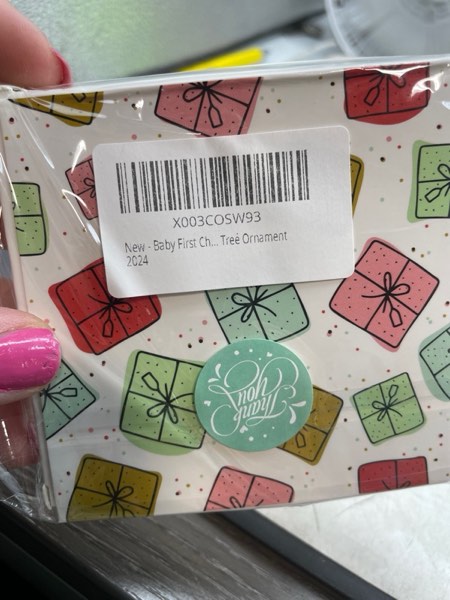 X003COSW93
New - Baby First Ch... Tree Ornament
2024
Thank
you